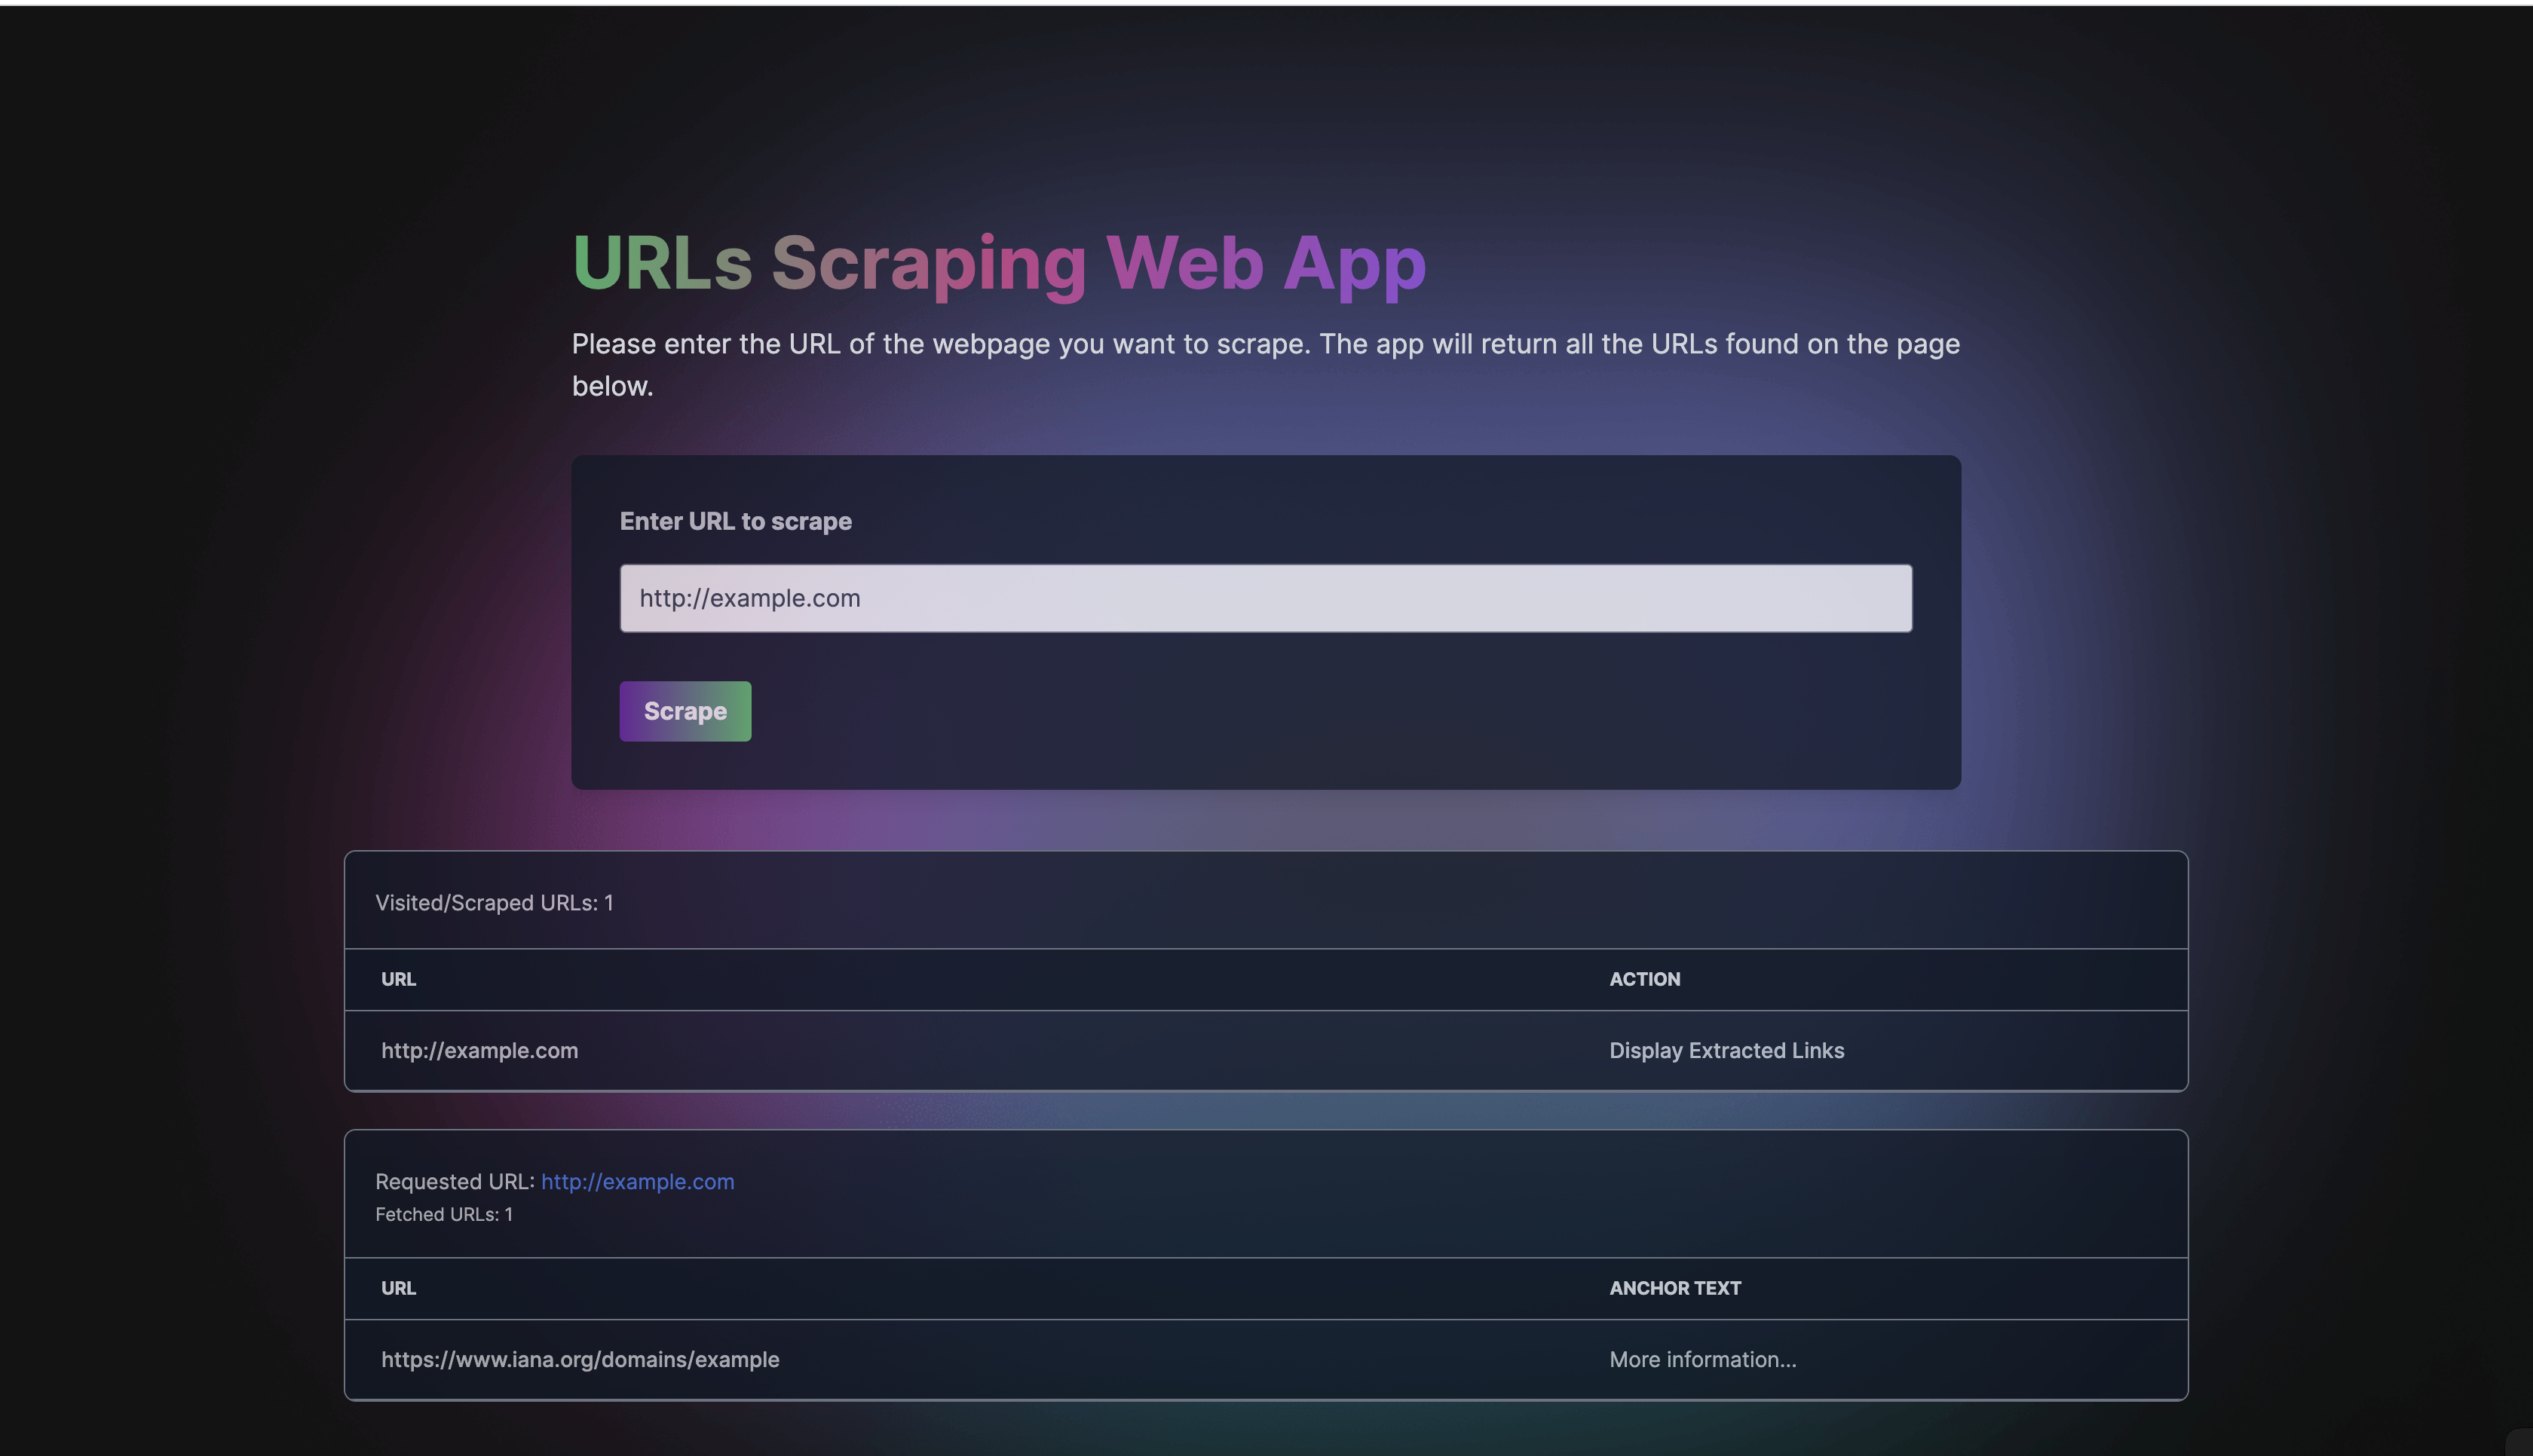 URLs Scraping Web App
Please enter the URL of the webpage you want to scrape. The app will return all the URLs found on the page
below.
Enter URL to scrape
http://example.com
Scrape
Visited/Scraped URLs: 1
URL ACTION
http://example.com Display Extracted Links
Requested URL: http://example.com
Fetched URLs: 1
URL ANCHOR TEXT
https://www.iana.org/domains/example More information...